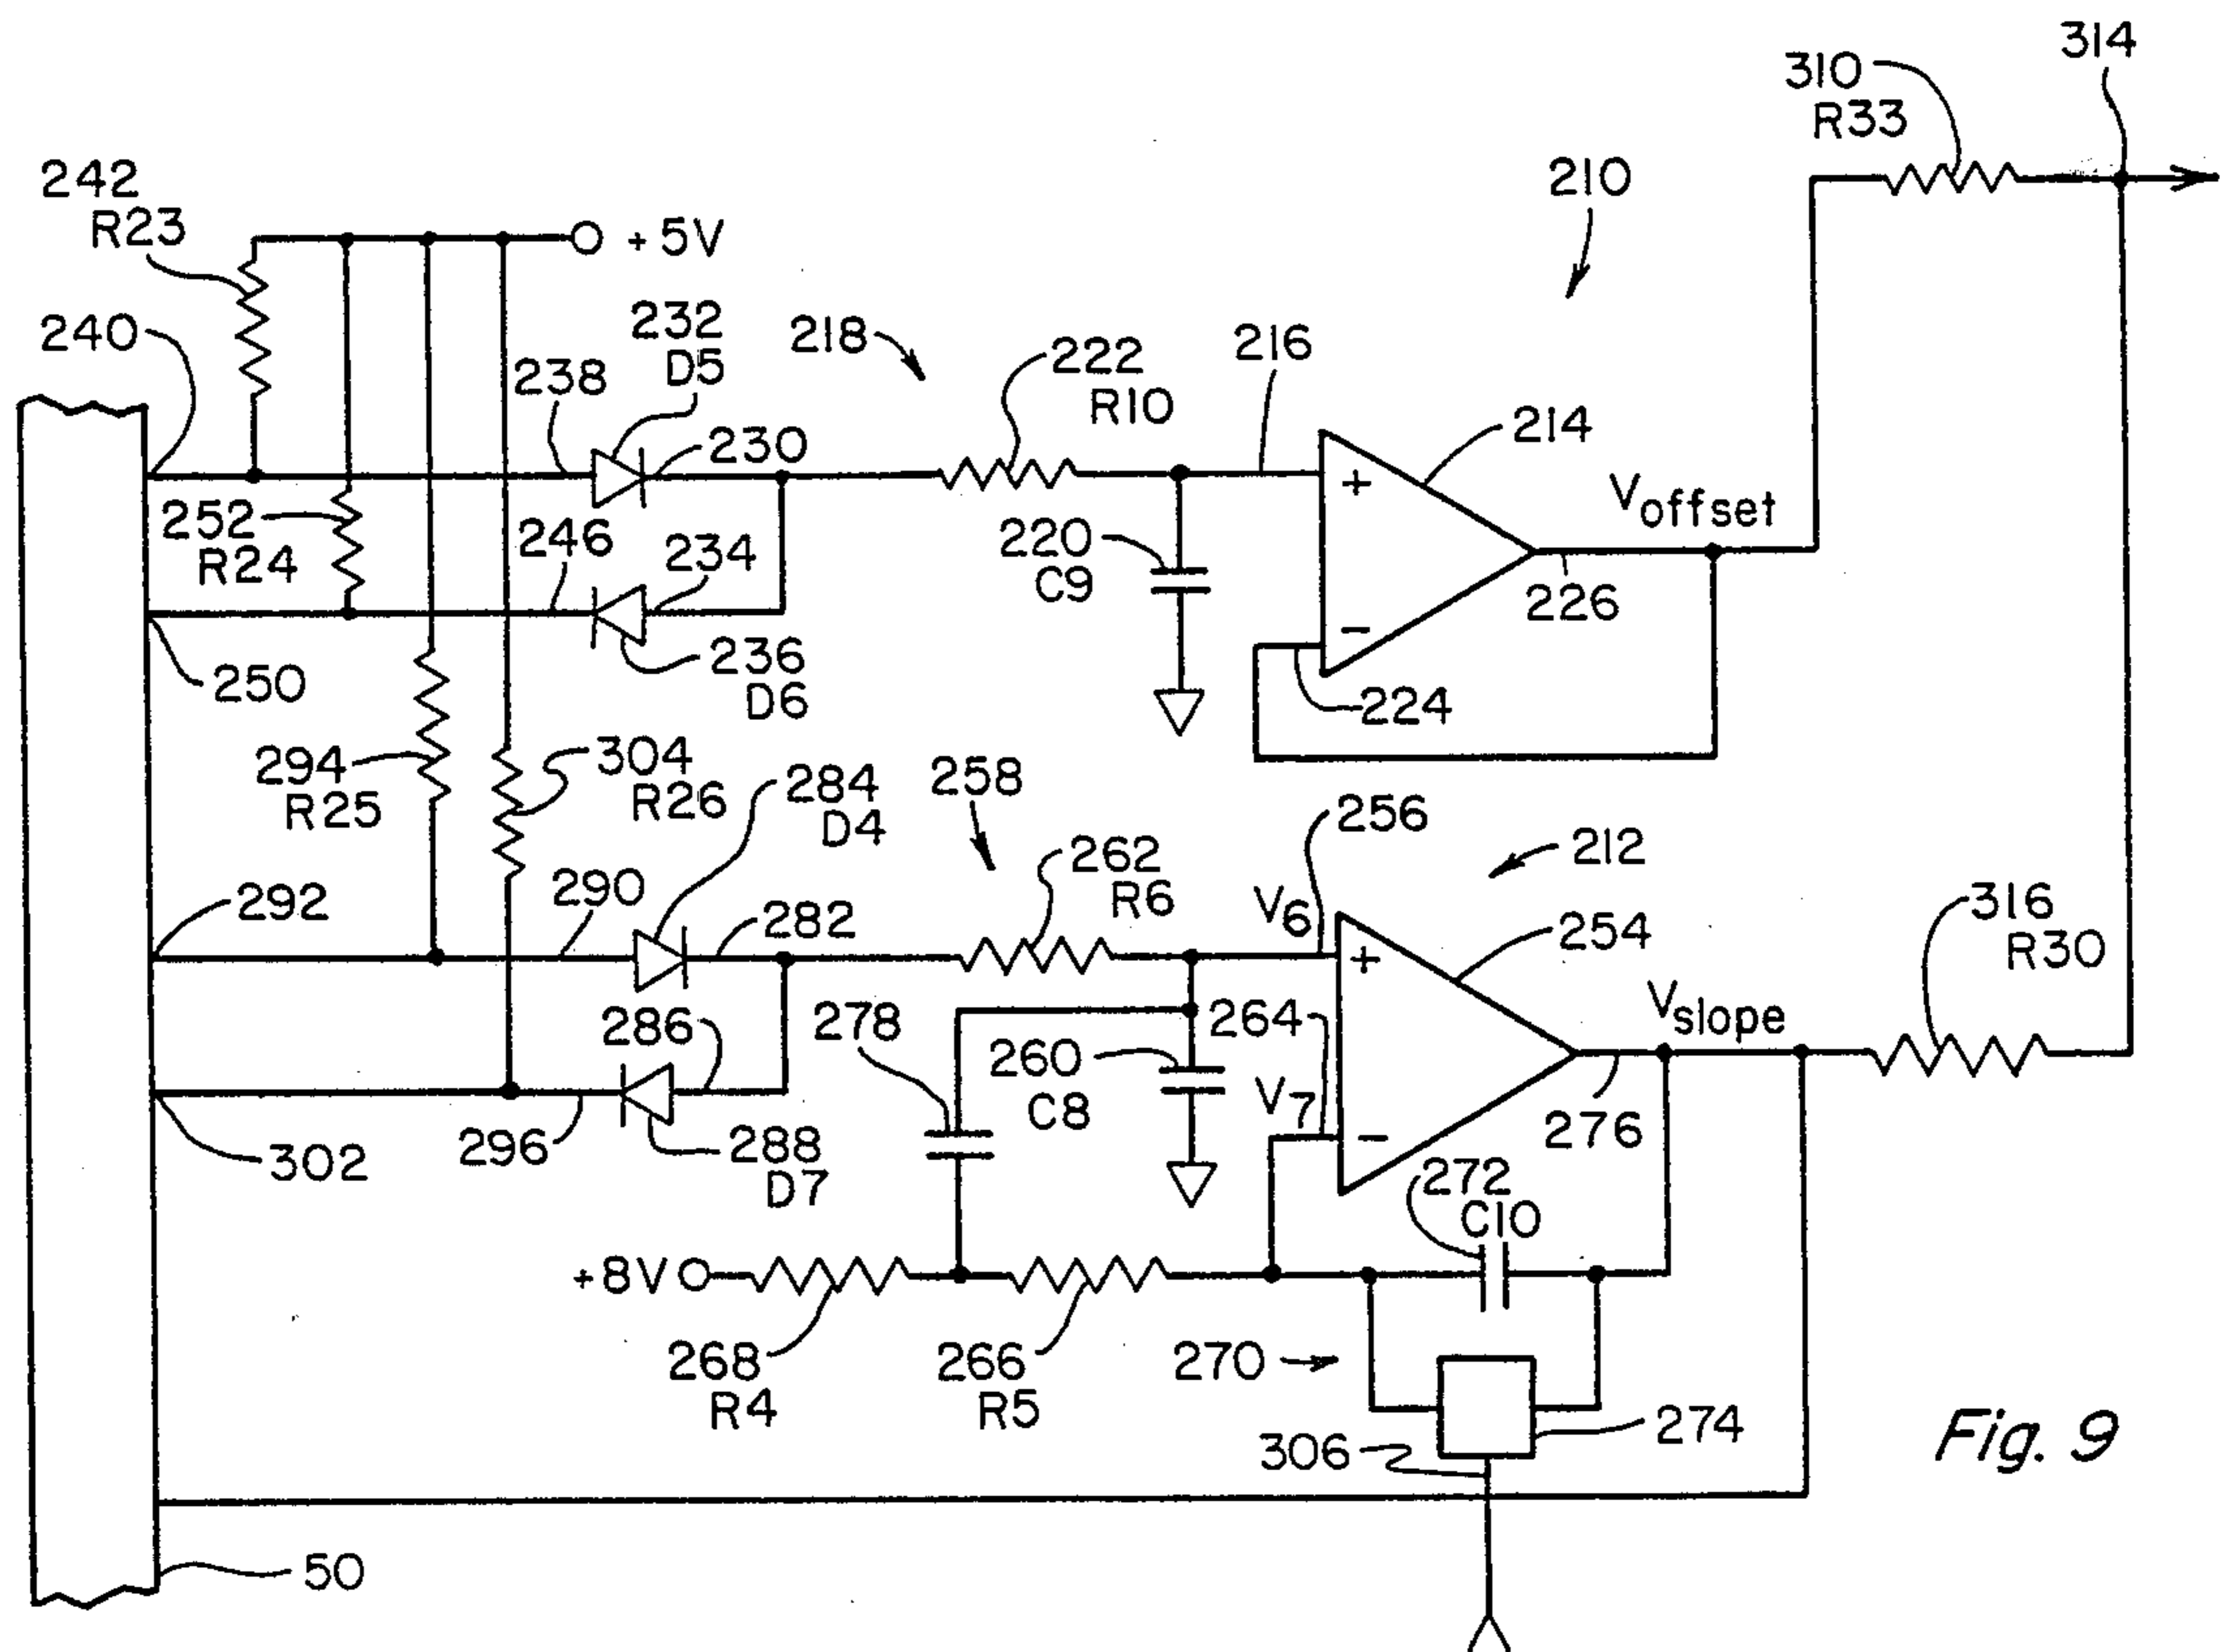 314
310
R33
210
242
R23
+5V
232
D5
218
222
R10
216
240
238
230
214
Voffset
252
R24
246
234
220
C9
226
250
236
D6
224
294
R25
304
R26
284
D4
258
256
212
262
R6
292
290
282
V6
+
254
316
R30
Vslope
286
278
264
260
C8
V7
276
302
296
288
D7
272
C10
+8V
268
R4
266
R5
270
274
306
Fig. 9
50
+
-
-